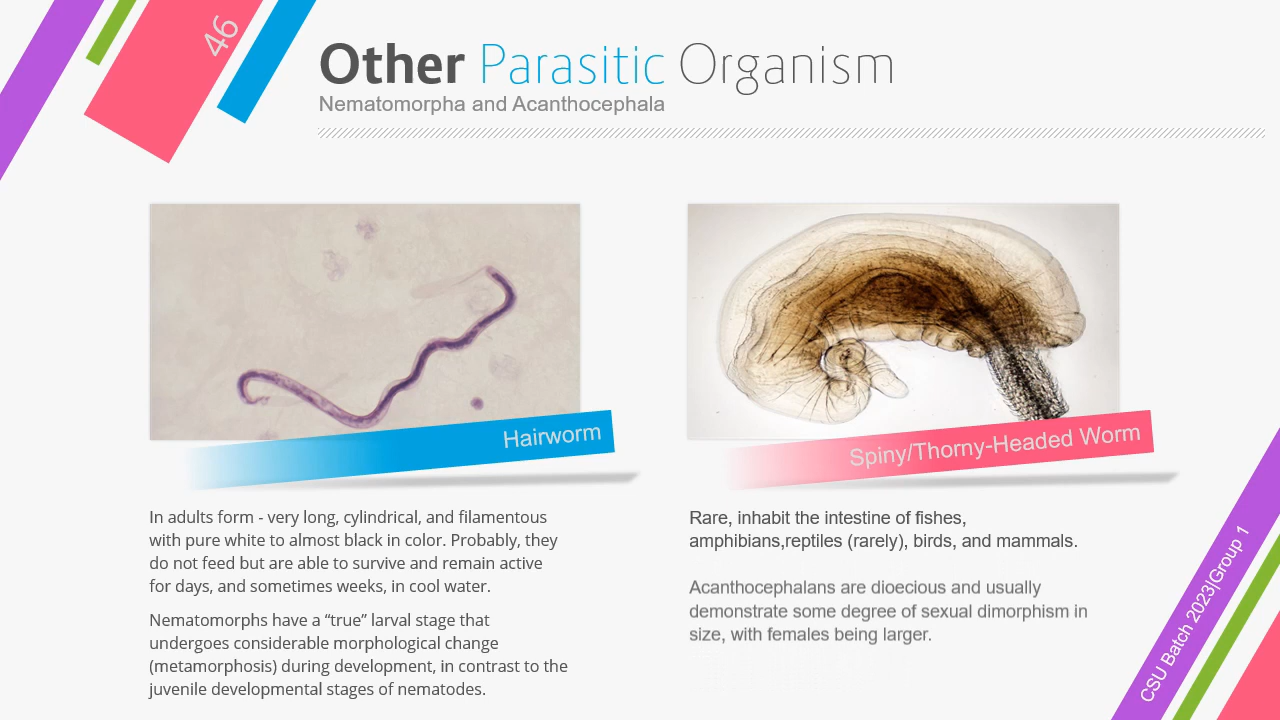 46
Other Parasitic Organism
Nematomorpha and Acanthocephala
Hairworm
In adults form - very long, cylindrical, and filamentous
with pure white to almost black in color. Probably, they
do not feed but are able to survive and remain active
for days, and sometimes weeks, in cool water.
Nematomorphs have a “true” larval stage that
undergoes considerable morphological change
(metamorphosis) during development, in contrast to the
juvenile developmental stages of nematodes.
Spiny/Thorny-Headed Worm
Rare, inhabit the intestine of fishes,
amphibians,reptiles (rarely), birds, and mammals.
Acanthocephalans are dioecious and usually
demonstrate some degree of sexual dimorphism in
size, with females being larger.
CSU Batch 2023|Group 1